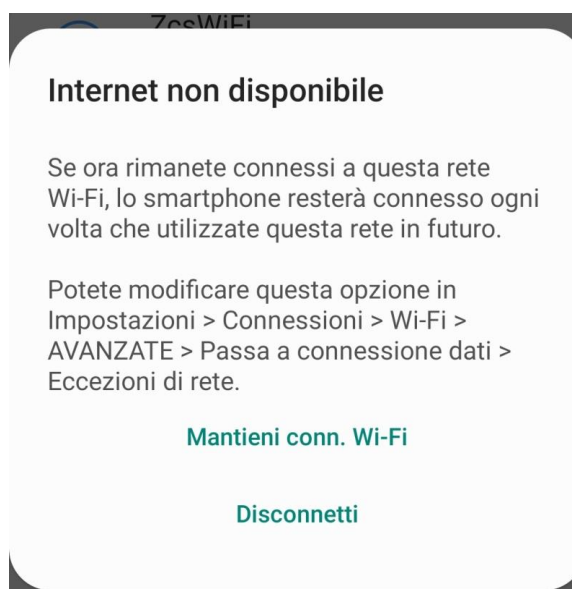 ZcsWiFi
Internet non disponibile
Se ora rimanete connessi a questa rete
Wi-Fi, lo smartphone resterà connesso ogni
volta che utilizzate questa rete in futuro.
Potete modificare questa opzione in
Impostazioni > Connessioni > Wi-Fi >
AVANZATE > Passa a connessione dati >
Eccezioni di rete.
Mantieni conn. Wi-Fi
Disconnetti